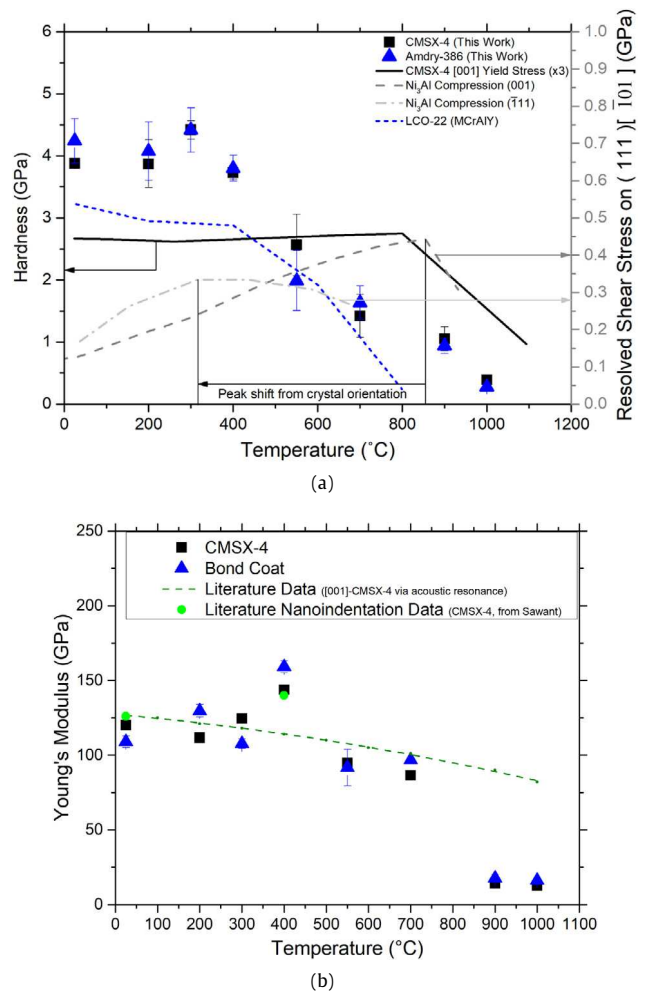 6
5
4
3
2
1
0
Hardness (GPa)
CMSX-4 (This Work)
Amdry-386 (This Work)
CMSX-4 [001] Yield Stress (x3)
Ni₃Al Compression (001)
Ni₃Al Compression (1̅11)
LCO-22 (MCrAlY)
Peak shift from crystal orientation
1.0
0.9
0.8
0.7
0.6
0.5
0.4
0.3
0.2
0.1
0.0
Resolved Shear Stress on (111)[1̅01] (GPa)
0 200 400 600 800 1000 1200
Temperature (˚C)
(a)
250
200
150
100
50
0
Young's Modulus (GPa)
CMSX-4
Bond Coat
Literature Data ([001]-CMSX-4 via acoustic resonance)
Literature Nanoindentation Data (CMSX-4, from Sawant)
0 100 200 300 400 500 600 700 800 900 1000 1100
Temperature (°C)
(b)